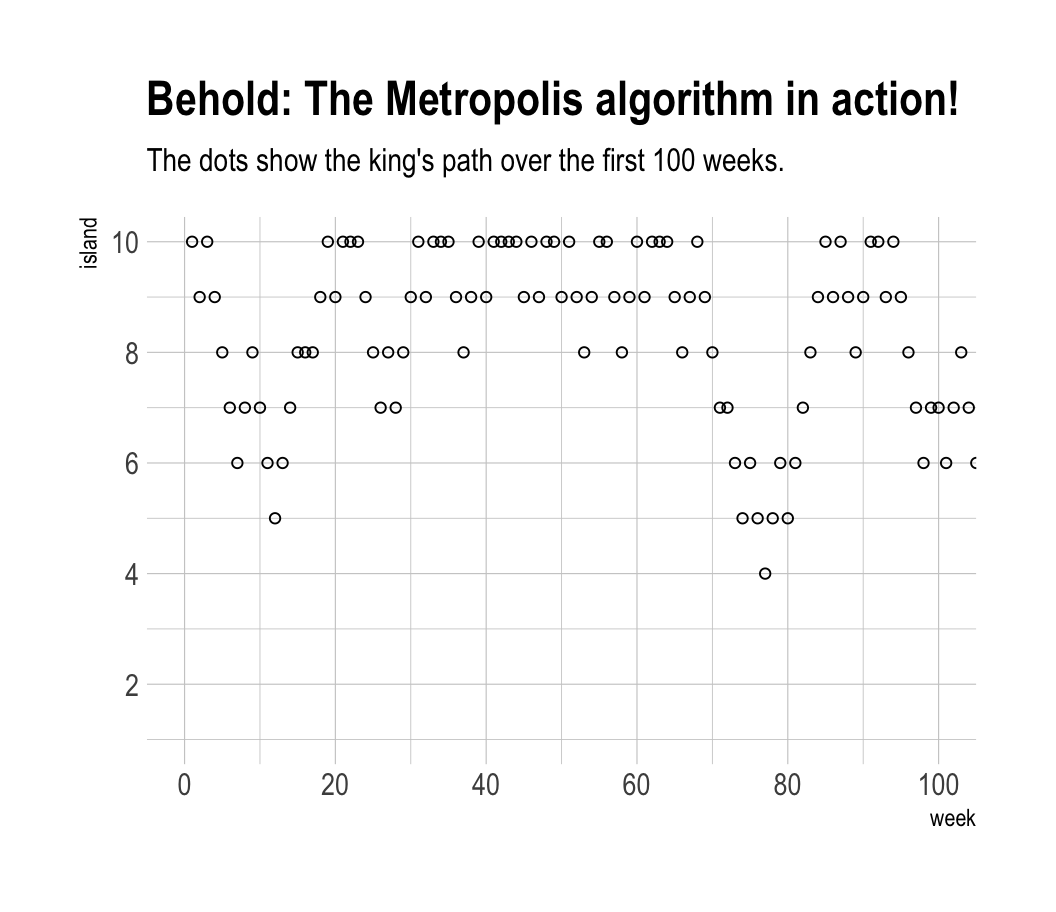 Behold: The Metropolis algorithm in action!
The dots show the king's path over the first 100 weeks.
island
10
8
6
4
2
0 20 40 60 80 100
week